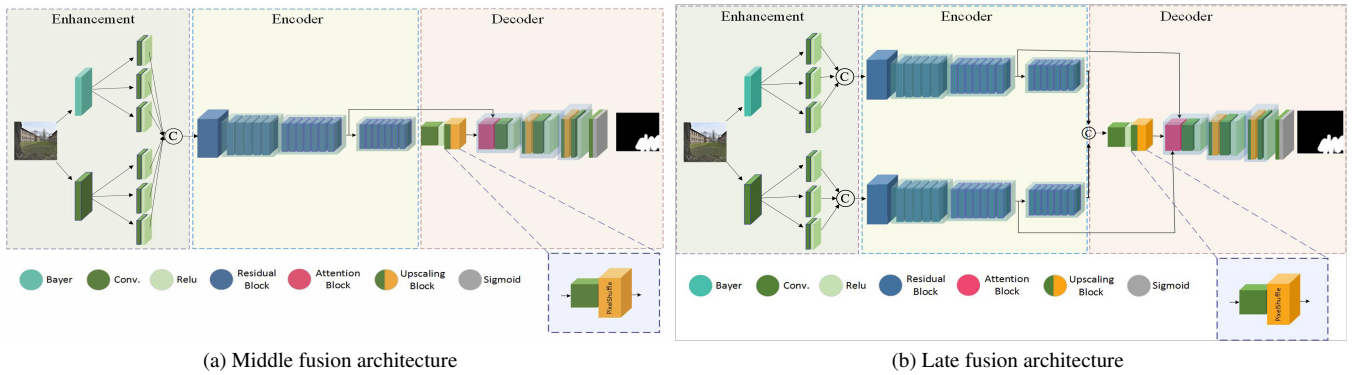 Enhancement
Encoder
Decoder
C
Bayer
Conv.
Relu
Residual Block
Attention Block
Upscaling Block
Sigmoid
PixelShuffle
(a) Middle fusion architecture
Enhancement
Encoder
Decoder
C
C
C
Bayer
Conv.
Relu
Residual Block
Attention Block
Upscaling Block
Sigmoid
PixelShuffle
(b) Late fusion architecture